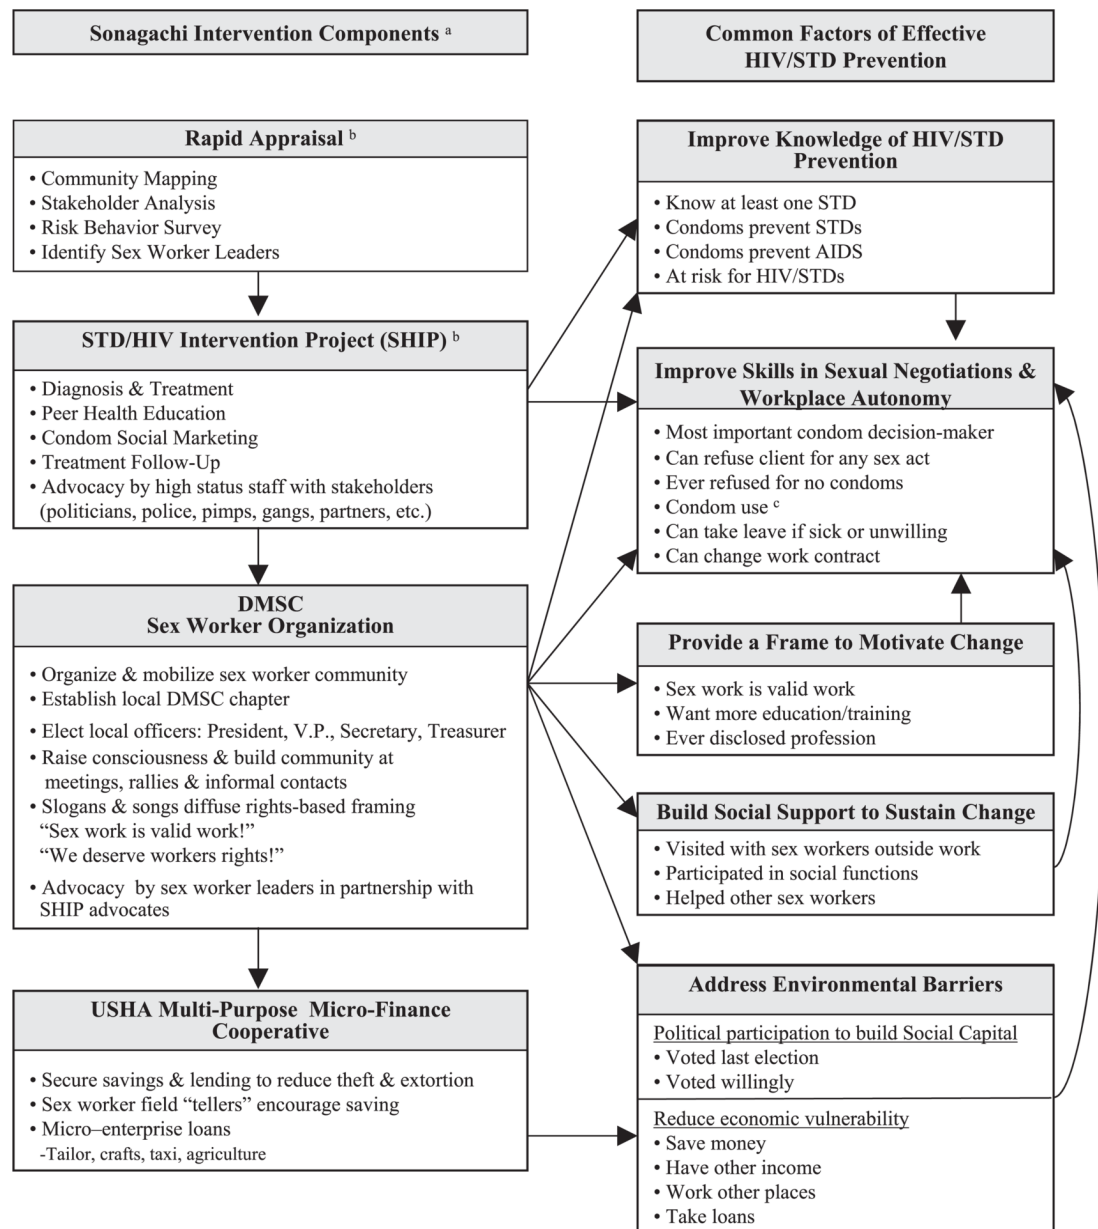 Sonagachi Intervention Components ᵃ
Rapid Appraisal ᵇ
• Community Mapping
• Stakeholder Analysis
• Risk Behavior Survey
• Identify Sex Worker Leaders
STD/HIV Intervention Project (SHIP) ᵇ
• Diagnosis & Treatment
• Peer Health Education
• Condom Social Marketing
• Treatment Follow-Up
• Advocacy by high status staff with stakeholders
(politicians, police, pimps, gangs, partners, etc.)
DMSC
Sex Worker Organization
• Organize & mobilize sex worker community
• Establish local DMSC chapter
• Elect local officers: President, V.P., Secretary, Treasurer
• Raise consciousness & build community at
meetings, rallies & informal contacts
• Slogans & songs diffuse rights-based framing
“Sex work is valid work!”
“We deserve workers rights!”
• Advocacy by sex worker leaders in partnership with
SHIP advocates
USHA Multi-Purpose Micro-Finance
Cooperative
• Secure savings & lending to reduce theft & extortion
• Sex worker field “tellers” encourage saving
• Micro–enterprise loans
-Tailor, crafts, taxi, agriculture
Common Factors of Effective
HIV/STD Prevention
Improve Knowledge of HIV/STD
Prevention
• Know at least one STD
• Condoms prevent STDs
• Condoms prevent AIDS
• At risk for HIV/STDs
Improve Skills in Sexual Negotiations &
Workplace Autonomy
• Most important condom decision-maker
• Can refuse client for any sex act
• Ever refused for no condoms
• Condom use ᶜ
• Can take leave if sick or unwilling
• Can change work contract
Provide a Frame to Motivate Change
• Sex work is valid work
• Want more education/training
• Ever disclosed profession
Build Social Support to Sustain Change
• Visited with sex workers outside work
• Participated in social functions
• Helped other sex workers
Address Environmental Barriers
Political participation to build Social Capital
• Voted last election
• Voted willingly
Reduce economic vulnerability
• Save money
• Have other income
• Work other places
• Take loans